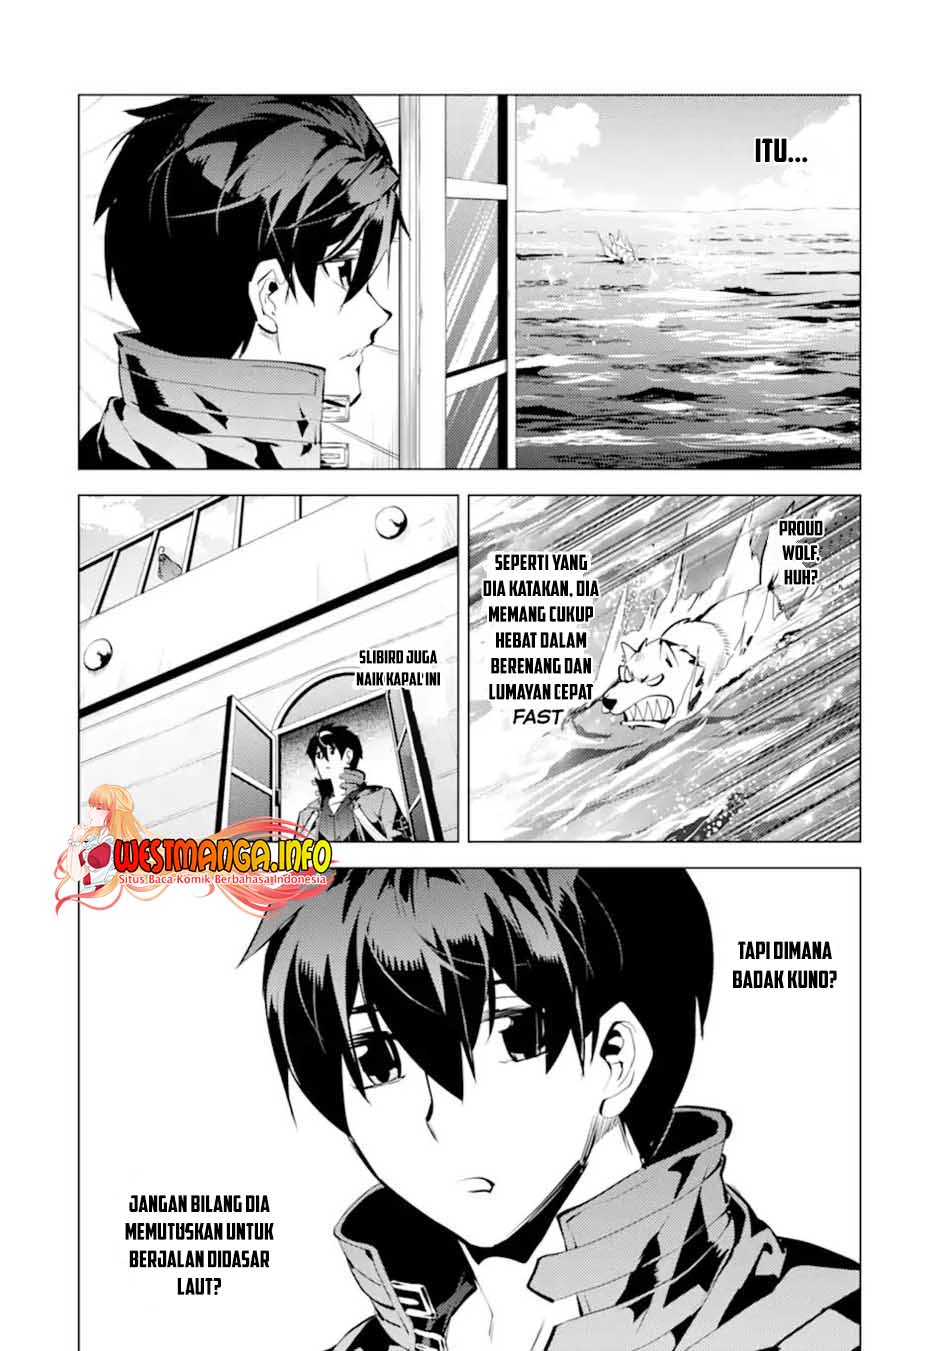 ITU...
PROUD
WOLF,
HUH?
SEPERTI YANG
DIA KATAKAN, DIA
MEMANG CUKUP
HEBAT DALAM
BERENANG DAN
LUMAYAN CEPAT
FAST
SLIBIRD JUGA
NAIK KAPAL INI
WESTMANGA.INFO
Situs Baca Komik Berbahasa Indonesia
TAPI DIMANA
BADAK KUNO?
JANGAN BILANG DIA
MEMUTUSKAN UNTUK
BERJALAN DIDASAR
LAUT?